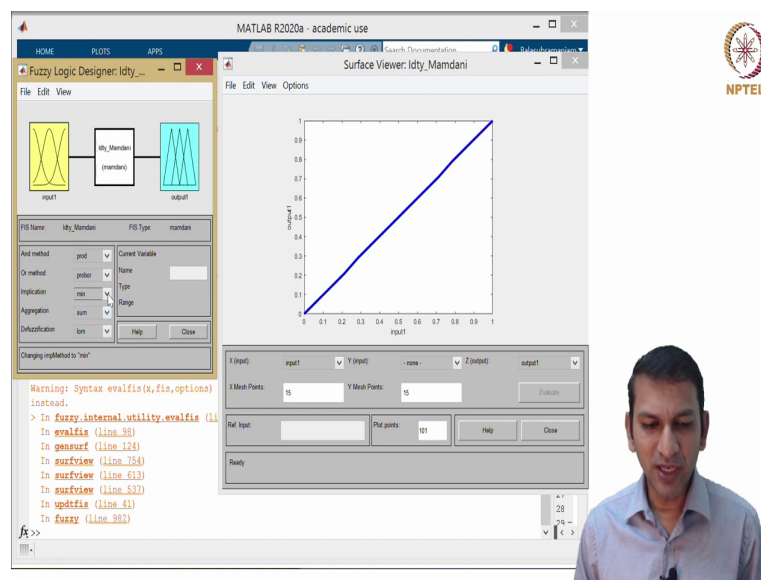 MATLAB R2020a - academic use
HOME PLOTS APPS
Search Documentation
Balasubramaniam
NPTEL
Fuzzy Logic Designer: Idty_...
File Edit View
Idty_Mamdani
(mamdani)
input1
output1
FIS Name: Idty_Mamdani FIS Type: mamdani
And method prod
Or method probor
Implication min
Aggregation sum
Defuzzification lom
Current Variable
Name
Type
Range
Help Close
Changing impMethod to "min"
Surface Viewer: Idty_Mamdani
File Edit View Options
1
0.9
0.8
0.7
0.6
0.5
0.4
0.3
0.2
0.1
0
output1
0 0.1 0.2 0.3 0.4 0.5 0.6 0.7 0.8 0.9 1
input1
X (input): input1 Y (input): - none - Z (output): output1
X Mesh Points: 15 Y Mesh Points: 15 Evaluate
Ref. Input: Plot points: 101 Help Close
Ready
Warning: Syntax evalfis(x,fis,options)
instead.
> In fuzzy.internal.utility.evalfis (li
In evalfis (line 98)
In gensurf (line 124)
In surfview (line 754)
In surfview (line 613)
In surfview (line 537)
In updtfis (line 41)
In fuzzy (line 982)
fx >>
27
28
29